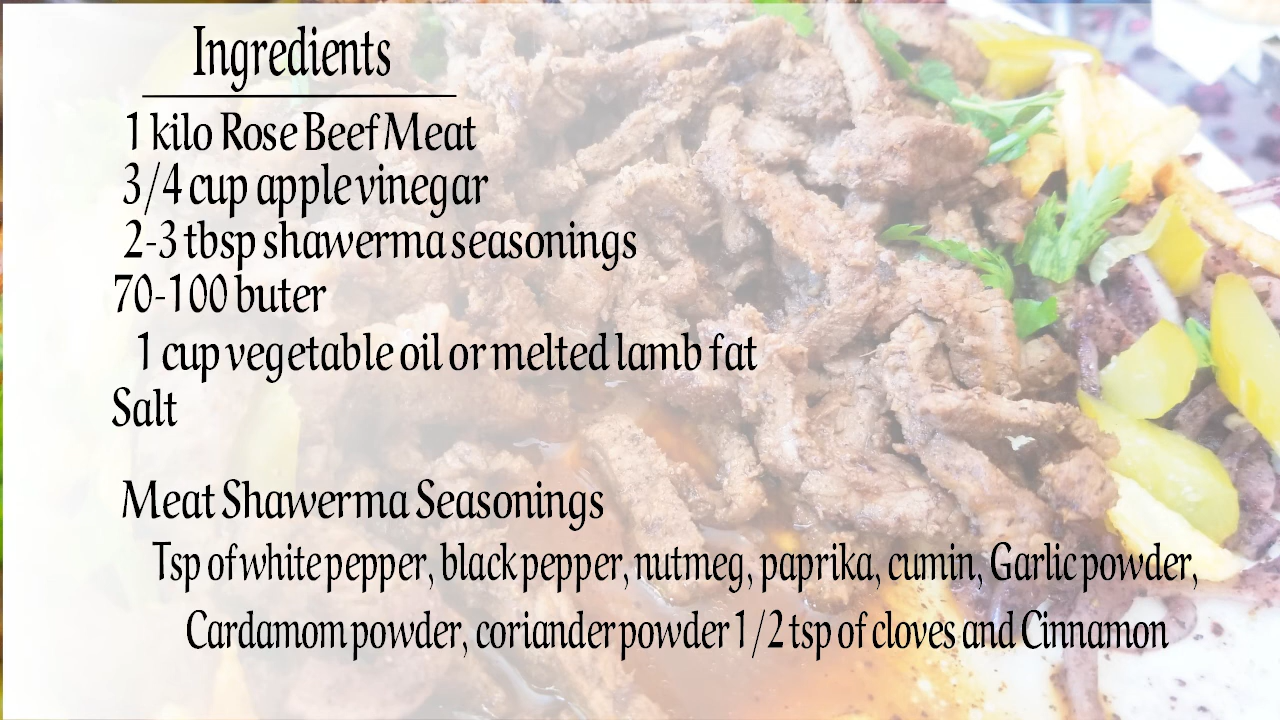 Ingredients
1 kilo Rose Beef Meat
3/4 cup apple vinegar
2-3 tbsp shawerma seasonings
70-100 buter
1 cup vegetable oil or melted lamb fat
Salt
Meat Shawerma Seasonings
Tsp of white pepper, black pepper, nutmeg, paprika, cumin, Garlic powder,
Cardamom powder, coriander powder 1/2 tsp of cloves and Cinnamon